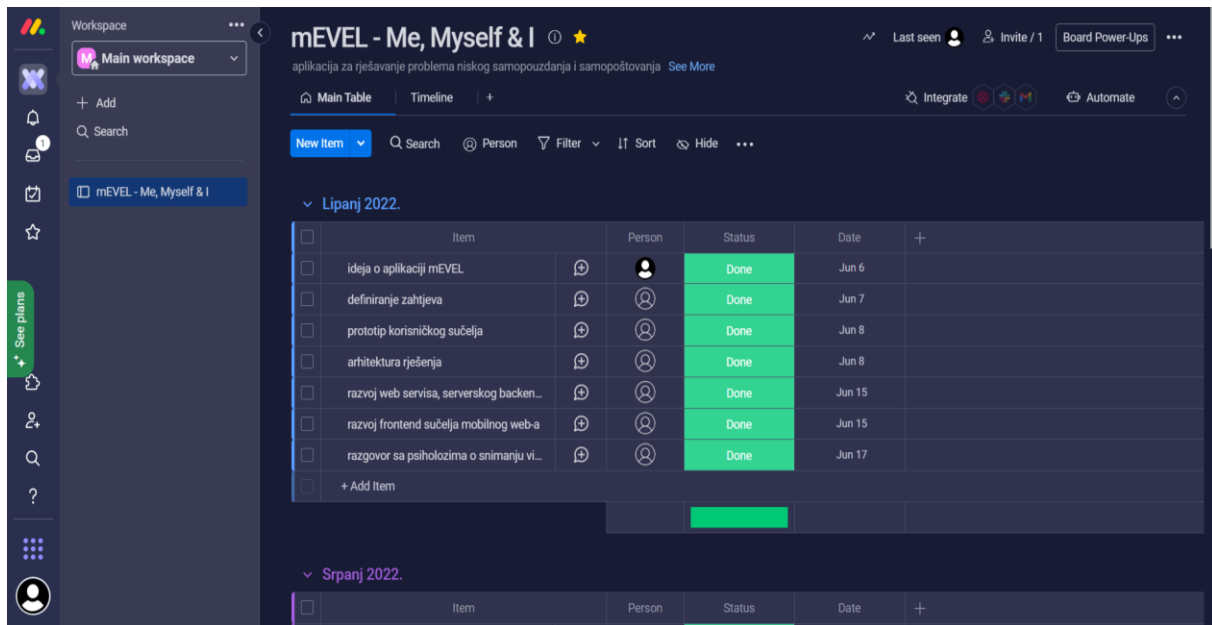 Workspace
M Main workspace
+ Add
Search
mEVEL - Me, Myself & I
1
See plans
?
mEVEL - Me, Myself & I
aplikacija za rješavanje problema niskog samopouzdanja i samopoštovanja See More
Last seen Invite / 1 Board Power-Ups
Main Table Timeline +
Integrate Automate
New Item Search Person Filter Sort Hide
Lipanj 2022.
Item Person Status Date +
ideja o aplikaciji mEVEL Done Jun 6
definiranje zahtjeva Done Jun 7
prototip korisničkog sučelja Done Jun 8
arhitektura rješenja Done Jun 8
razvoj web servisa, serverskog backen... Done Jun 15
razvoj frontend sučelja mobilnog web-a Done Jun 15
razgovor sa psiholozima o snimanju vi... Done Jun 17
+ Add Item
Srpanj 2022.
Item Person Status Date +